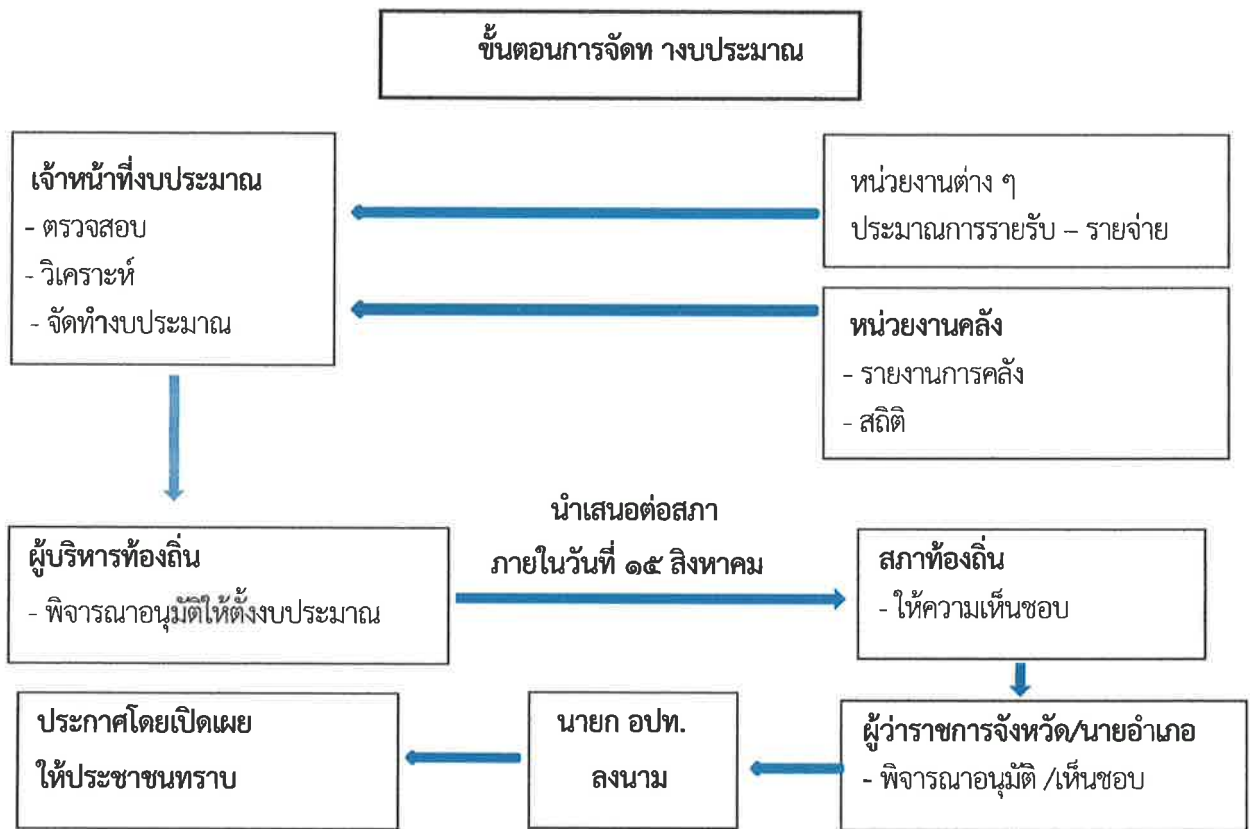 ขั้นตอนการจัดท างบประมาณ
เจ้าหน้าที่งบประมาณ
- ตรวจสอบ
- วิเคราะห์
- จัดทำงบประมาณ
หน่วยงานต่าง ๆ
ประมาณการรายรับ – รายจ่าย
หน่วยงานคลัง
- รายงานการคลัง
- สถิติ
ผู้บริหารท้องถิ่น
- พิจารณาอนุมัติให้ตั้งงบประมาณ
นำเสนอต่อสภา
ภายในวันที่ ๑๕ สิงหาคม
สภาท้องถิ่น
- ให้ความเห็นชอบ
ผู้ว่าราชการจังหวัด/นายอำเภอ
- พิจารณาอนุมัติ /เห็นชอบ
นายก อปท.
ลงนาม
ประกาศโดยเปิดเผย
ให้ประชาชนทราบ